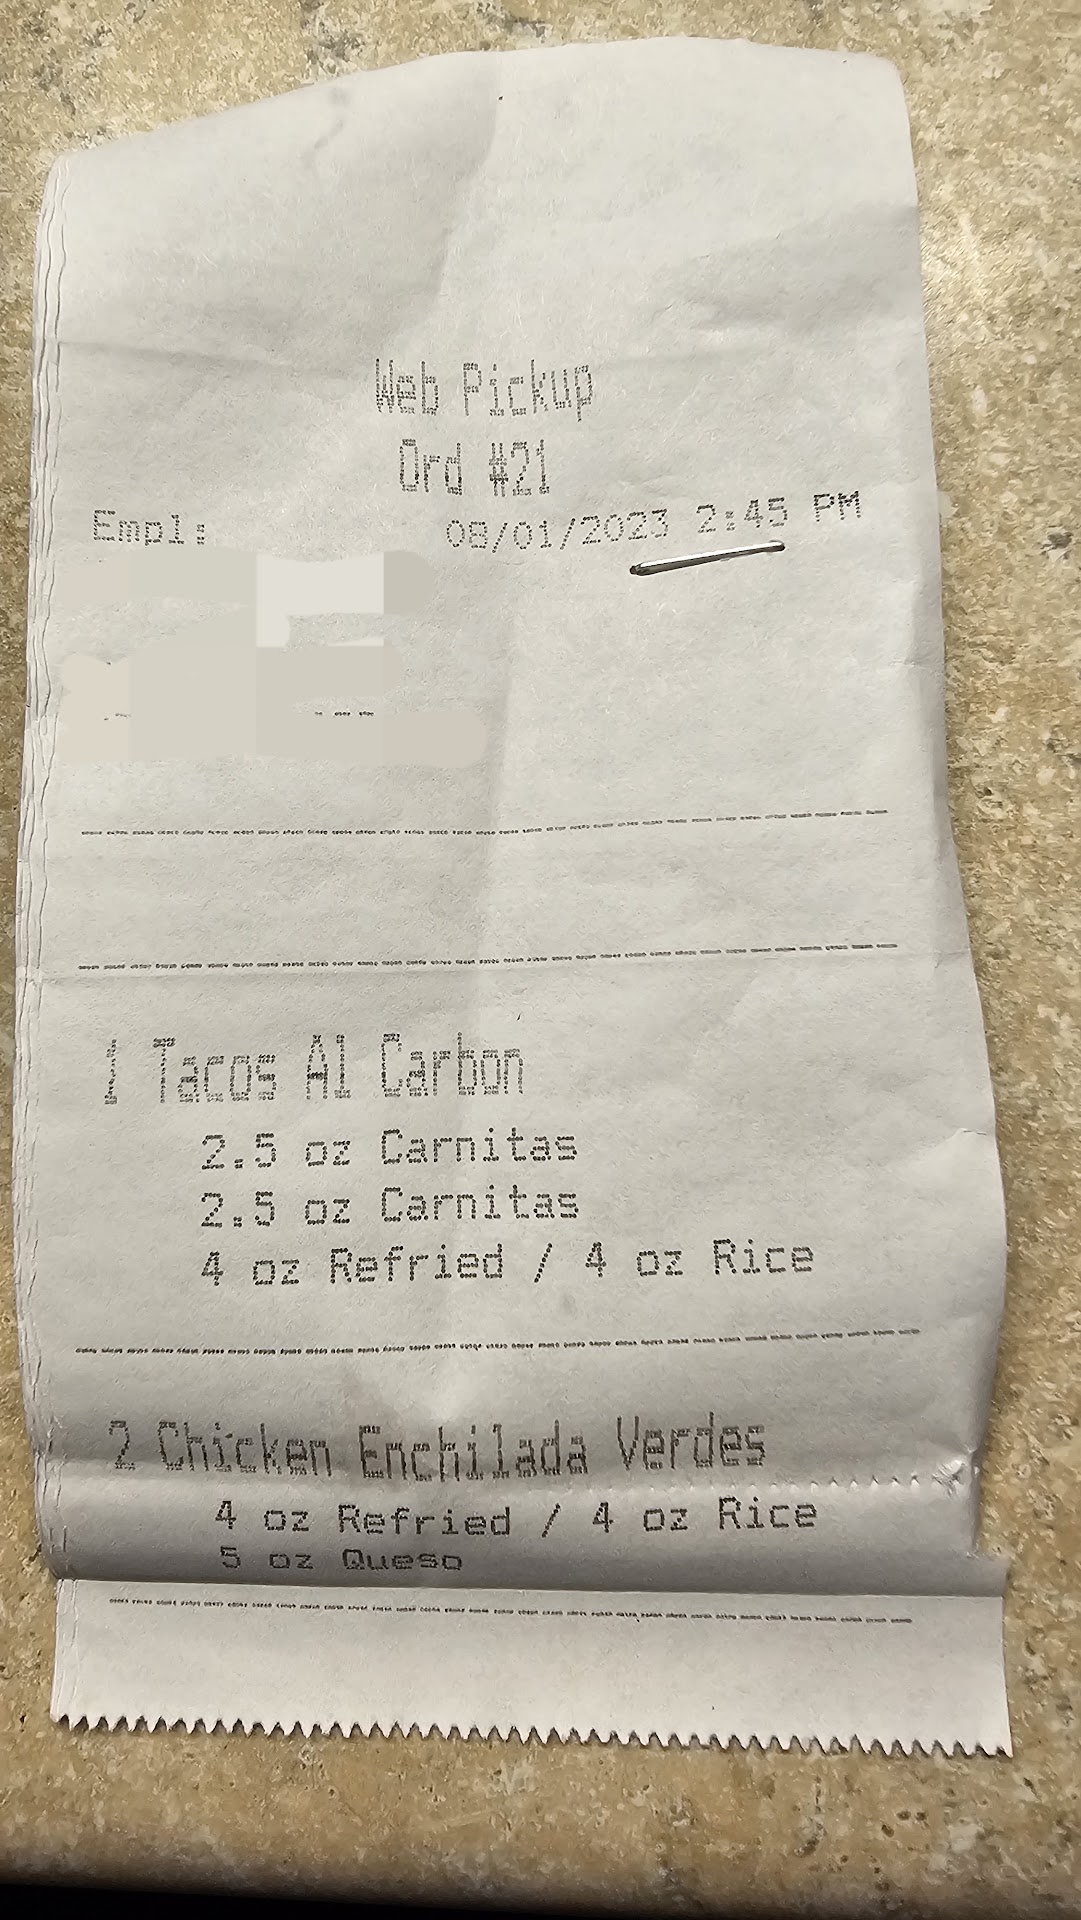 Web Pickup
Ord #21
Empl: 08/01/2023 2:45 PM
1 Tacos Al Carbon
2.5 oz Carnitas
2.5 oz Carnitas
4 oz Refried / 4 oz Rice
2 Chicken Enchilada Verdes
4 oz Refried / 4 oz Rice
5 oz Queso